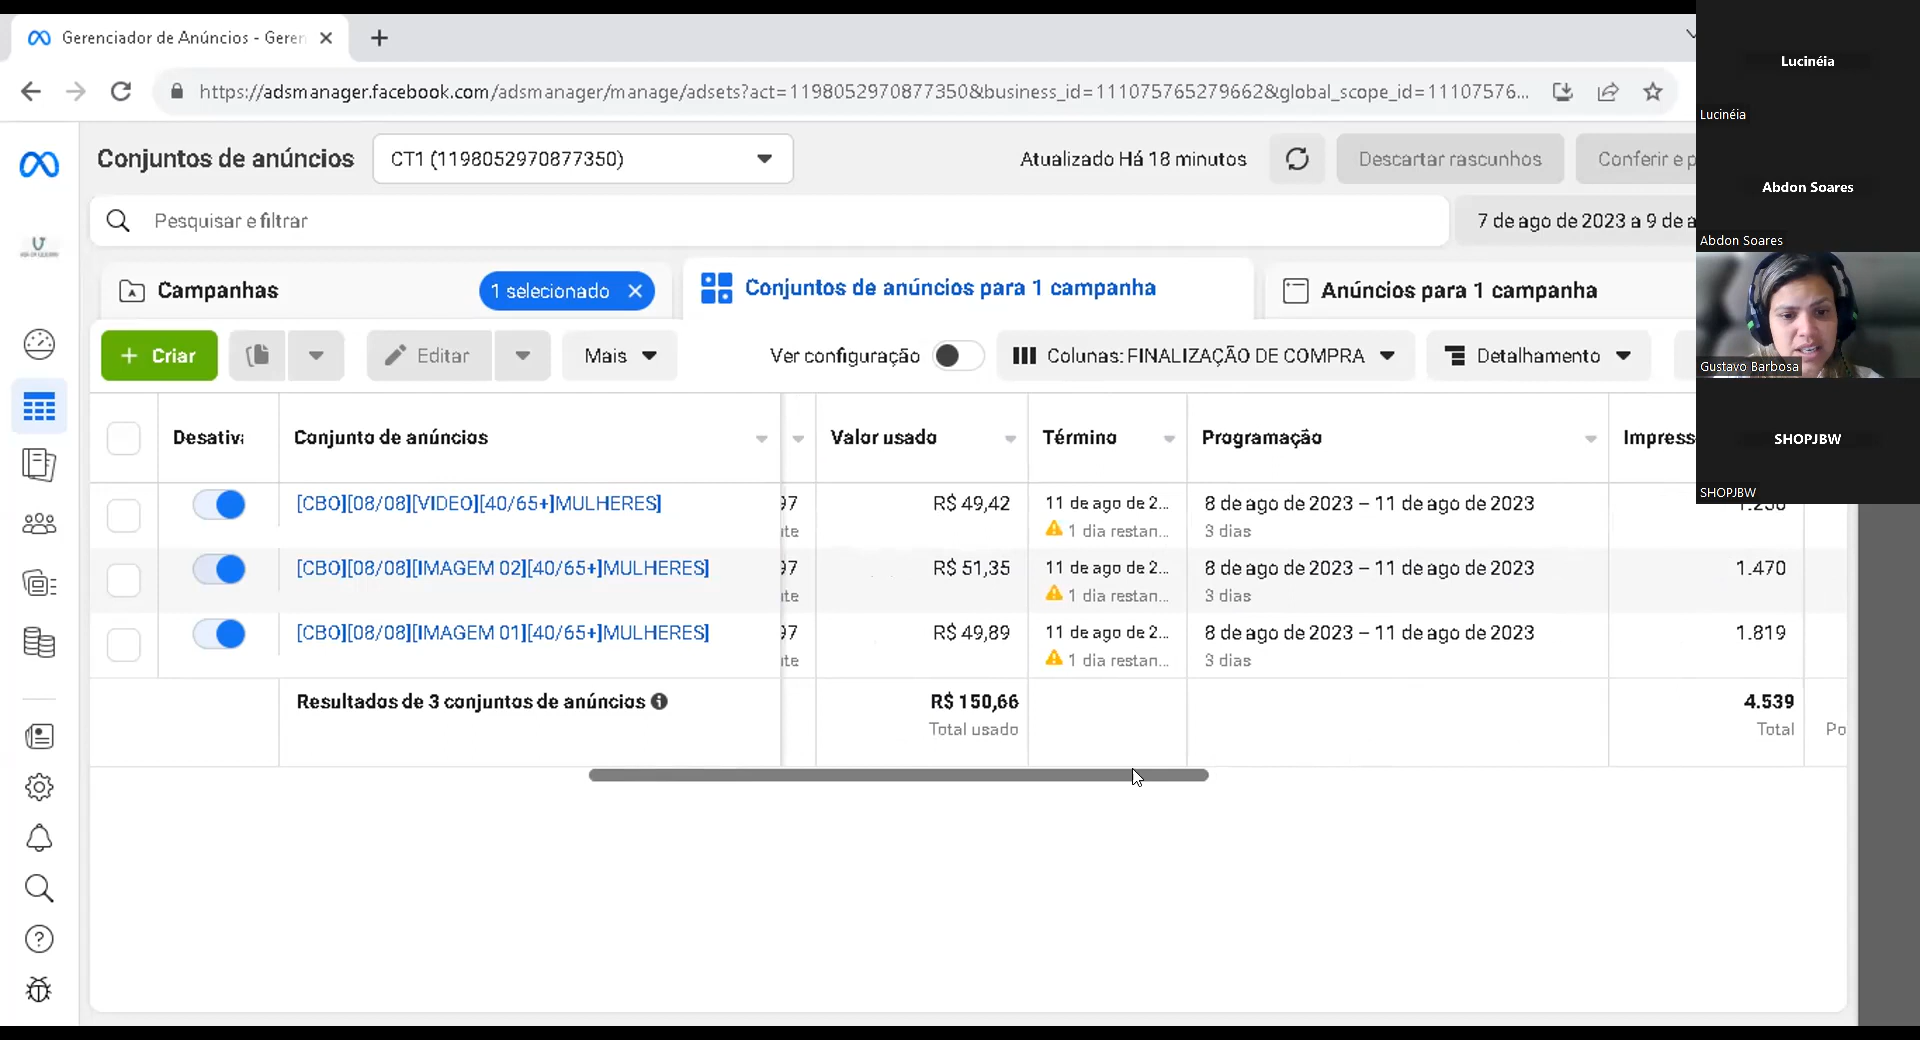 Gerenciador de Anúncios - Geren
https://adsmanager.facebook.com/adsmanager/manage/adsets?act=1198052970877350&business_id=111075765279662&global_scope_id=11107576...
Conjuntos de anúncios
CT1 (1198052970877350)
Atualizado Há 18 minutos
Descartar rascunhos
Conferir e p
Pesquisar e filtrar
7 de ago de 2023 a 9 de a
Campanhas
1 selecionado
Conjuntos de anúncios para 1 campanha
Anúncios para 1 campanha
+ Criar
Editar
Mais
Ver configuração
Colunas: FINALIZAÇÃO DE COMPRA
Detalhamento
Desativa
Conjunto de anúncios
Valor usado
Término
Programação
Impress
[CBO][08/08][VIDEO][40/65+]MULHERES]
97
R$ 49,42
11 de ago de 2...
8 de ago de 2023 – 11 de ago de 2023
te
1 dia restan...
3 dias
[CBO][08/08][IMAGEM 02][40/65+]MULHERES]
97
R$ 51,35
11 de ago de 2...
8 de ago de 2023 – 11 de ago de 2023
1.470
te
1 dia restan...
3 dias
[CBO][08/08][IMAGEM 01][40/65+]MULHERES]
97
R$ 49,89
11 de ago de 2...
8 de ago de 2023 – 11 de ago de 2023
1.819
te
1 dia restan...
3 dias
Resultados de 3 conjuntos de anúncios
R$ 150,66
4.539
Total usado
Total
Po
Lucinéia
Lucinéia
Abdon Soares
Abdon Soares
Gustavo Barbosa
SHOPJBW
SHOPJBW